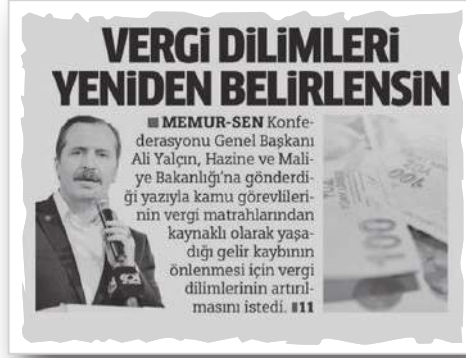 VERGİ DİLİMLERİ
YENİDEN BELİRLENSİN
■ MEMUR-SEN Konfe-
derasyonu Genel Başkanı
Ali Yalçın, Hazine ve Mali-
ye Bakanlığı'na gönderdi-
ği yazıyla kamu görevlileri-
nin vergi matrahlarından
kaynaklı olarak yaşa-
dığı gelir kaybının
önlenmesi için vergi
dilimlerinin artırıl-
masını istedi. ■11
100
100